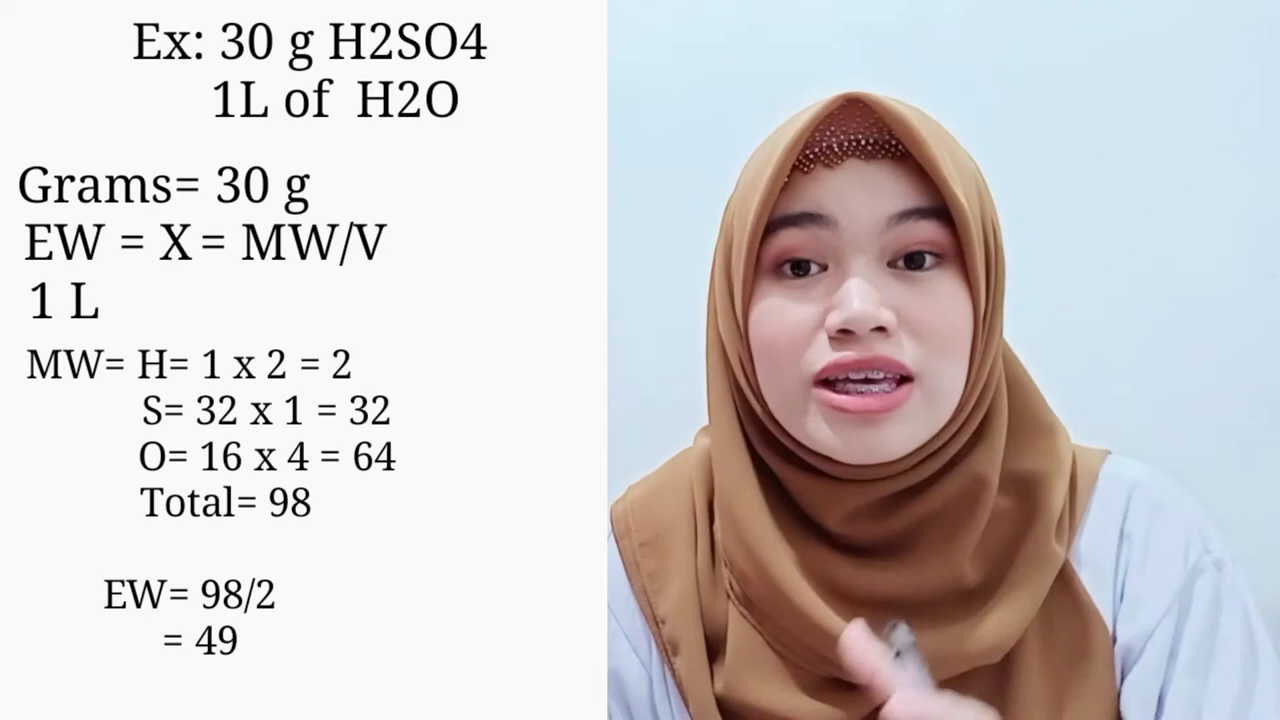 Ex: 30 g H2SO4
1L of H2O
Grams= 30 g
EW = X = MW/V
1 L
MW= H= 1 x 2 = 2
S= 32 x 1 = 32
O= 16 x 4 = 64
Total= 98
EW= 98/2
= 49